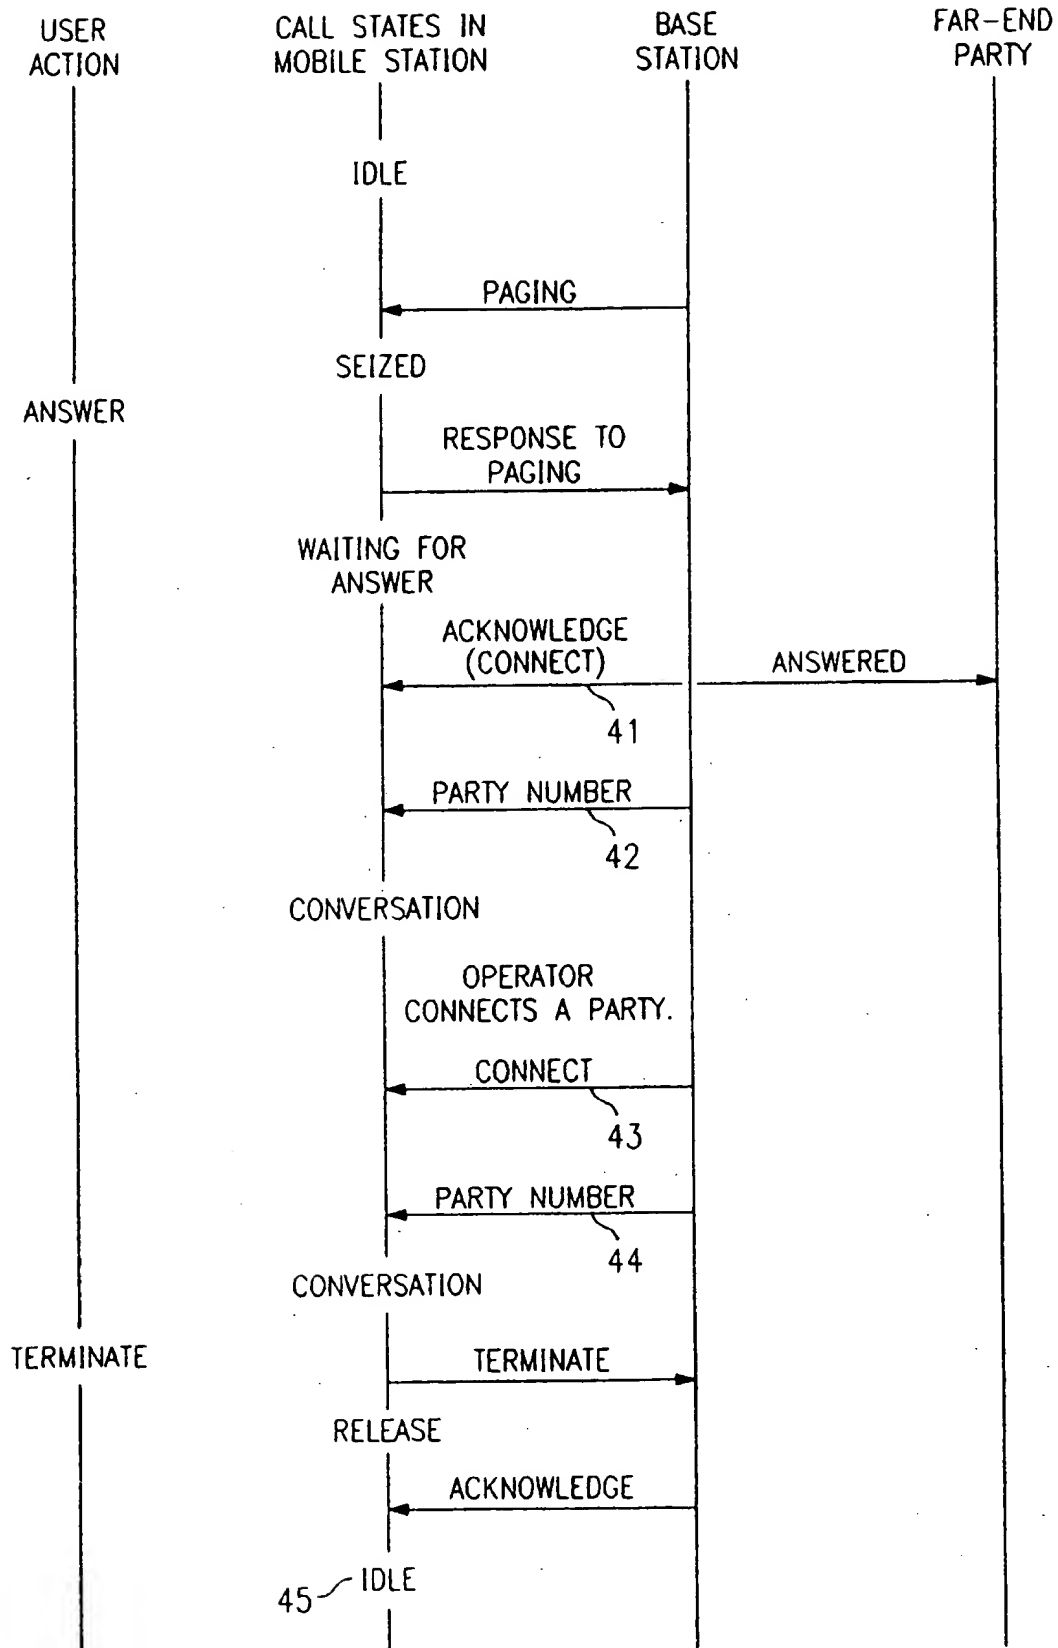 USER
ACTION
CALL STATES IN
MOBILE STATION
BASE
STATION
FAR-END
PARTY
IDLE
PAGING
SEIZED
ANSWER
RESPONSE TO
PAGING
WAITING FOR
ANSWER
ACKNOWLEDGE
(CONNECT)
ANSWERED
41
PARTY NUMBER
42
CONVERSATION
OPERATOR
CONNECTS A PARTY.
CONNECT
43
PARTY NUMBER
44
CONVERSATION
TERMINATE
TERMINATE
RELEASE
ACKNOWLEDGE
45
IDLE